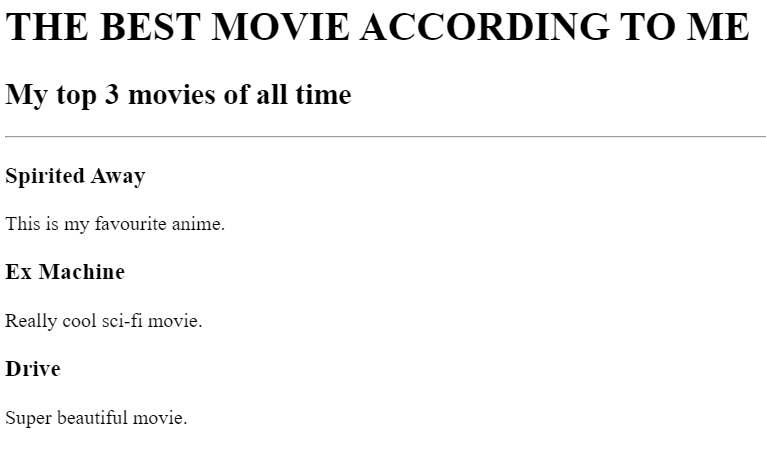 THE BEST MOVIE ACCORDING TO ME
My top 3 movies of all time
Spirited Away
This is my favourite anime.
Ex Machine
Really cool sci-fi movie.
Drive
Super beautiful movie.